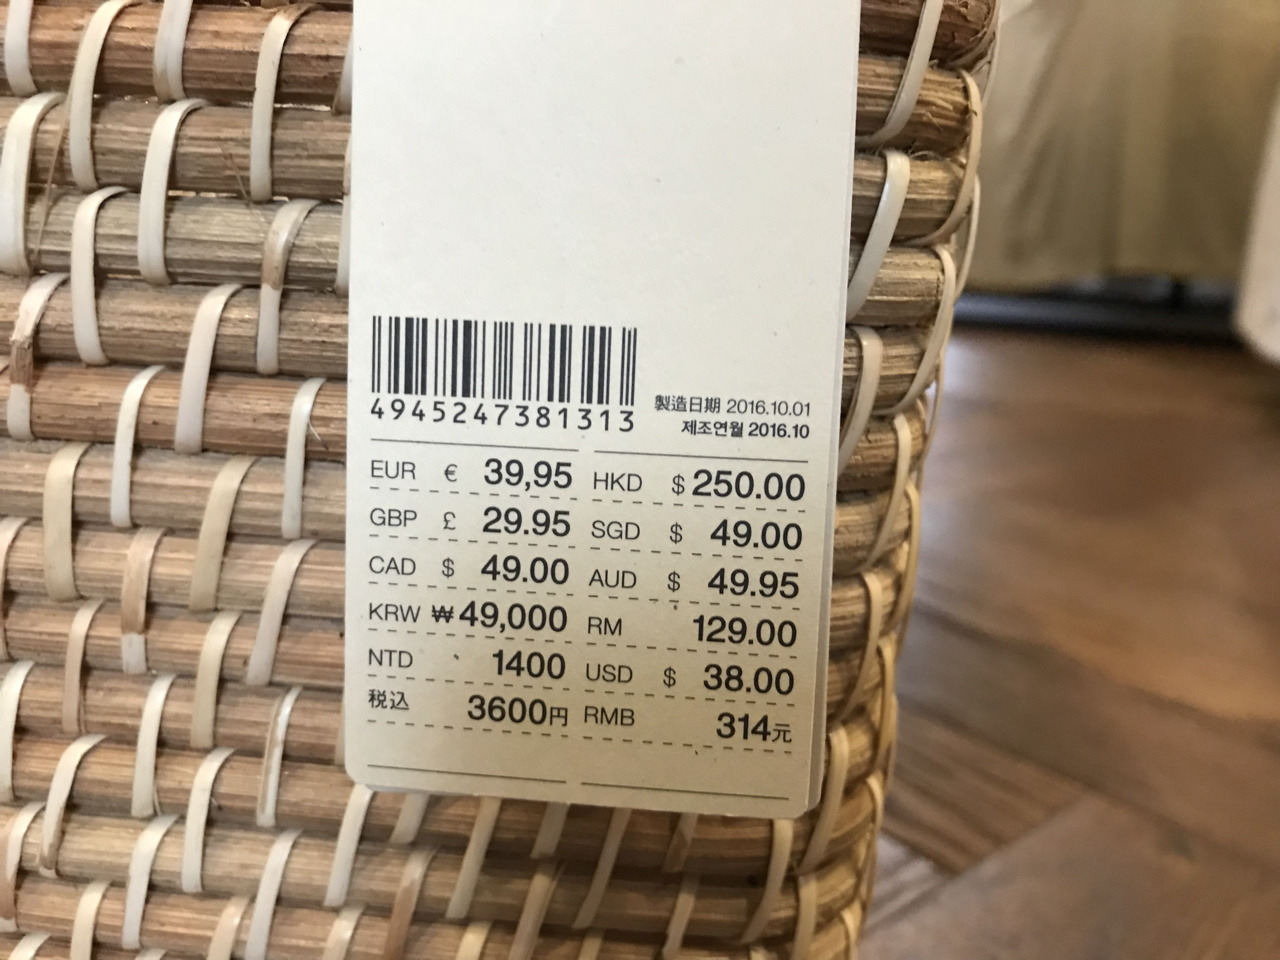 4945247381313
製造日期 2016.10.01
제조연월 2016.10
EUR € 39,95
GBP £ 29.95
CAD $ 49.00
KRW ₩49,000
NTD 1400
税込 3600円
HKD $ 250.00
SGD $ 49.00
AUD $ 49.95
RM 129.00
USD $ 38.00
RMB 314元